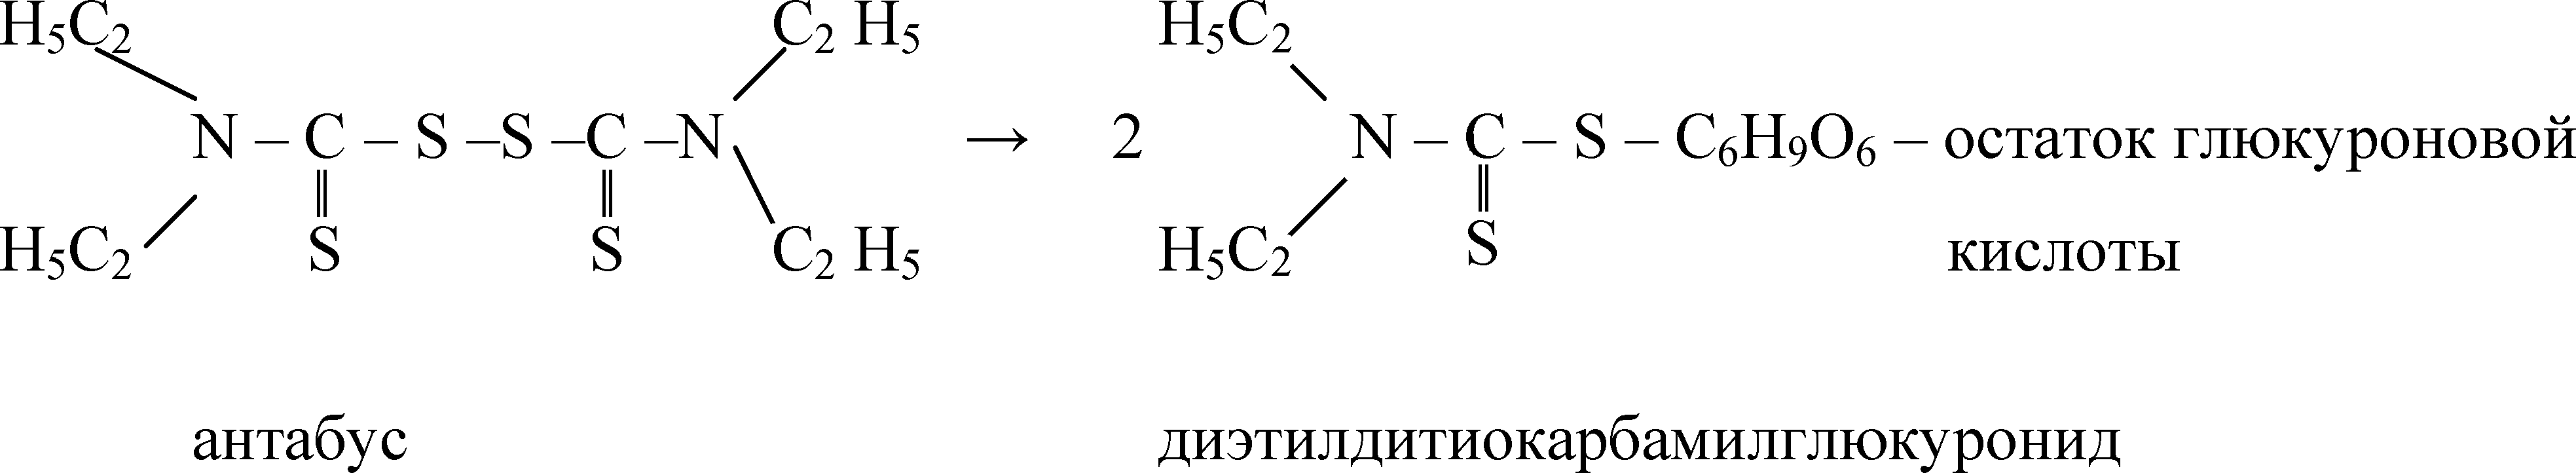 H₅C₂ C₂ H₅ H₅C₂
N – C – S –S –C –N → 2 N – C – S – C₆H₉O₆ – остаток глюкуроновой
H₅C₂ S S C₂ H₅ H₅C₂ S кислоты
антабус диэтилдитиокарбамилглюкуронид